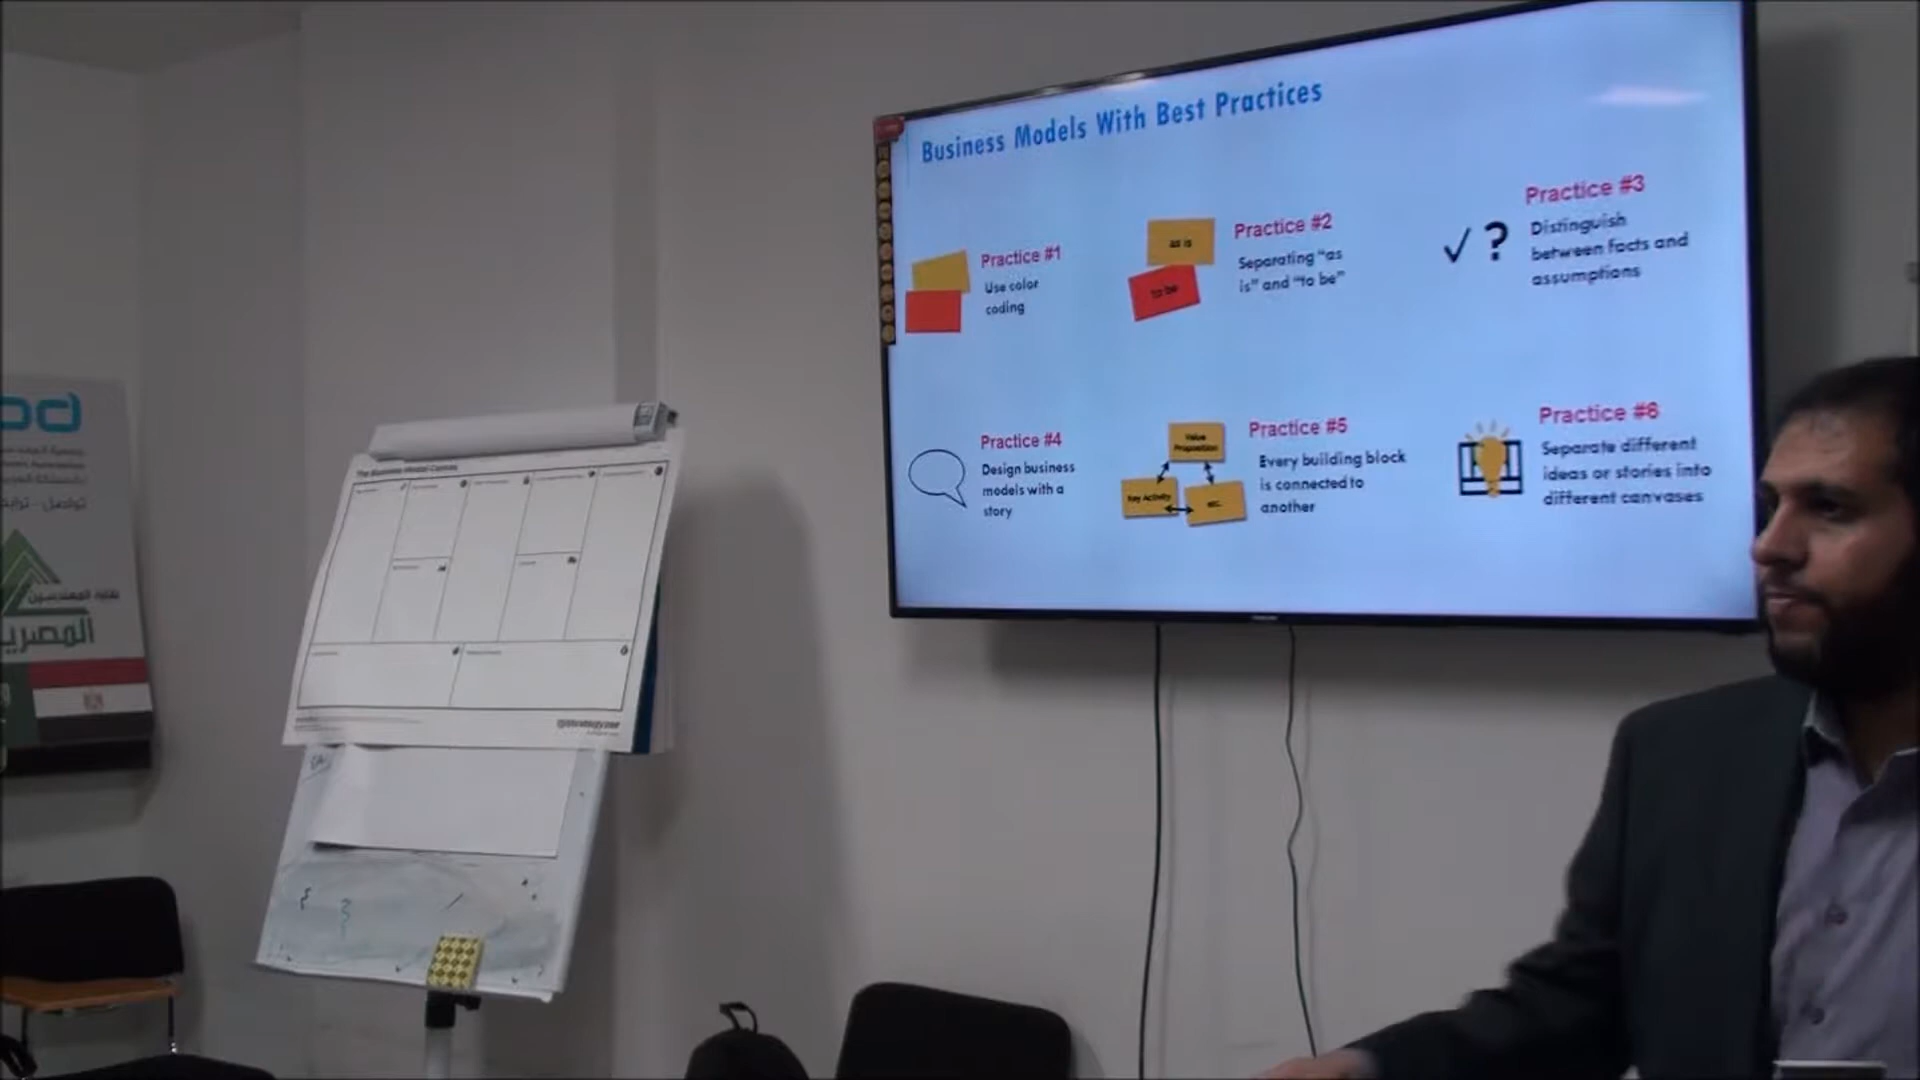 Business Models With Best Practices
Practice #1
Use color
coding
as is
to be
Practice #2
Separating "as
is" and "to be"
Practice #3
Distinguish
between facts and
assumptions
Practice #4
Design business
models with a
story
Value
Proposition
Key Activity
etc.
Practice #5
Every building block
is connected to
another
Practice #6
Separate different
ideas or stories into
different canvases
The Business Model Canvas
تواصل - ترابط
نقابة المهندسين